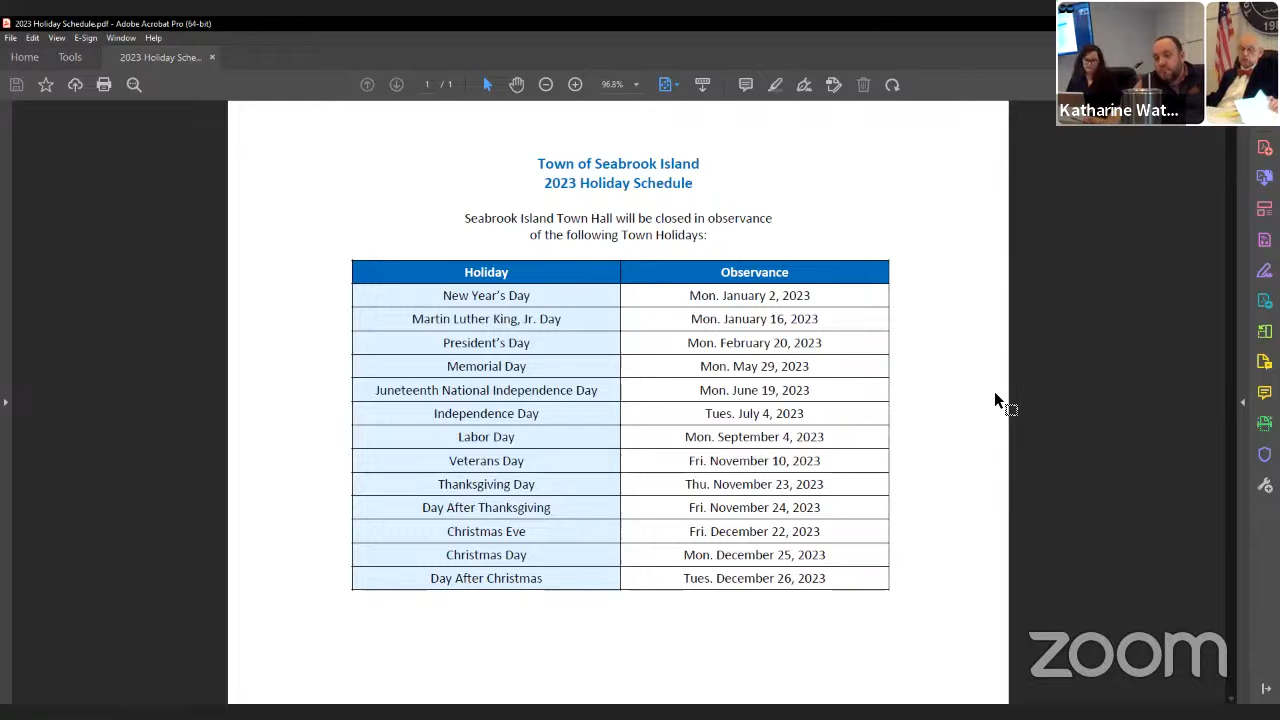 2023 Holiday Schedule.pdf - Adobe Acrobat Pro (64-bit)
File Edit View E-Sign Window Help
Home Tools 2023 Holiday Sche... ×
1 / 1 96.8%
Katharine Wat...
Town of Seabrook Island
2023 Holiday Schedule
Seabrook Island Town Hall will be closed in observance
of the following Town Holidays:
Holiday Observance
New Year's Day Mon. January 2, 2023
Martin Luther King, Jr. Day Mon. January 16, 2023
President's Day Mon. February 20, 2023
Memorial Day Mon. May 29, 2023
Juneteenth National Independence Day Mon. June 19, 2023
Independence Day Tues. July 4, 2023
Labor Day Mon. September 4, 2023
Veterans Day Fri. November 10, 2023
Thanksgiving Day Thu. November 23, 2023
Day After Thanksgiving Fri. November 24, 2023
Christmas Eve Fri. December 22, 2023
Christmas Day Mon. December 25, 2023
Day After Christmas Tues. December 26, 2023
zoom